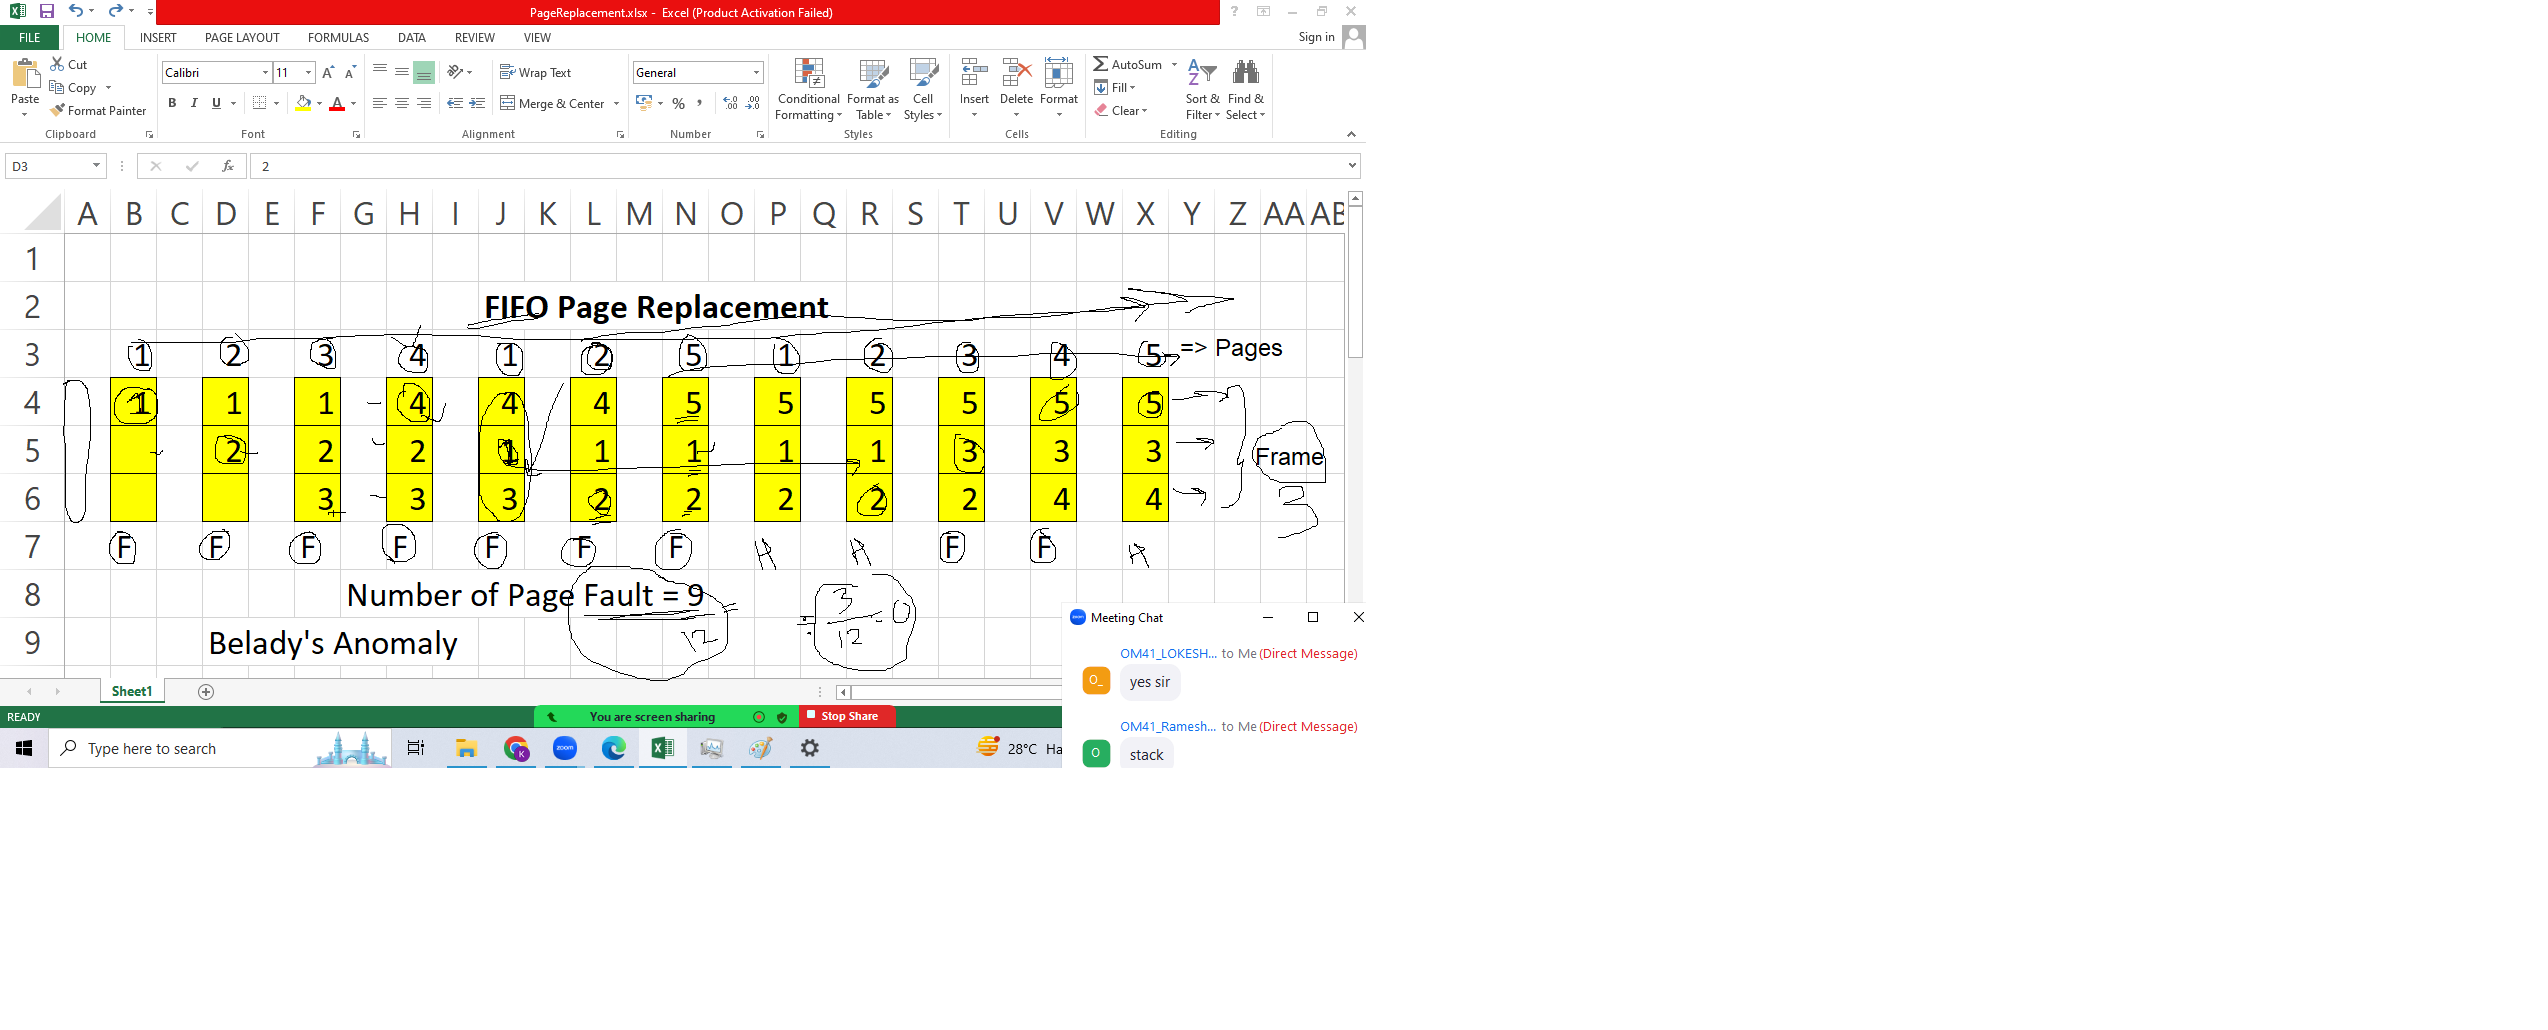 PageReplacement.xlsx - Excel (Product Activation Failed)
FILE HOME INSERT PAGE LAYOUT FORMULAS DATA REVIEW VIEW Sign in
Paste
Cut
Copy
Format Painter
Clipboard
Calibri 11
B I U
Font
Wrap Text
Merge & Center
Alignment
General
% ,
Number
Conditional Formatting
Format as Table
Cell Styles
Styles
Insert Delete Format
Cells
AutoSum
Fill
Clear
Sort & Filter
Find & Select
Editing
D3 fx 2
A B C D E F G H I J K L M N O P Q R S T U V W X Y Z AA AB
1
2 FIFO Page Replacement
3 1 2 3 4 1 2 5 1 2 3 4 5 => Pages
4 1 1 1 4 4 4 5 5 5 5 5 5
5 2 2 2 1 1 1 1 1 3 3 3 Frame
6 3 3 3 2 2 2 2 2 4 4 3
7 F F F F F F F H H F F H
8 Number of Page Fault = 9 3
9 Belady's Anomaly 12 12
Sheet1
READY
You are screen sharing Stop Share
Type here to search
zoom
28°C Ha
Meeting Chat
OM41_LOKESH... to Me (Direct Message)
O_ yes sir
OM41_Ramesh... to Me (Direct Message)
O stack